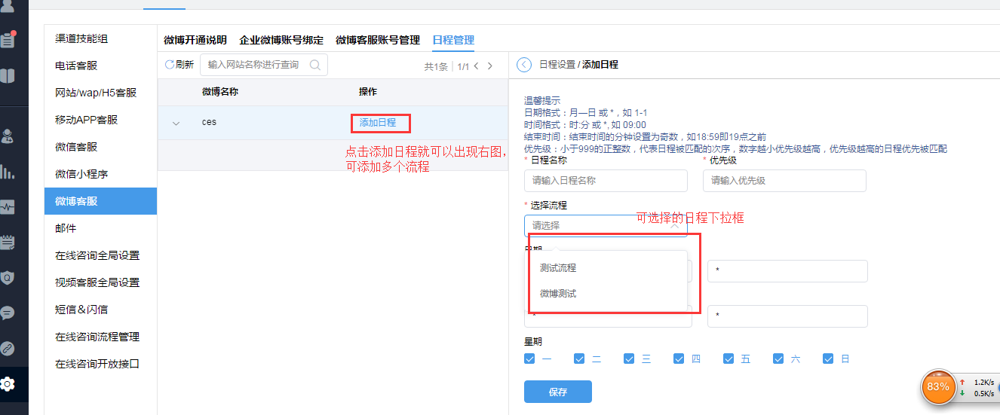 渠道技能组
电话客服
网站/wap/H5客服
移动APP客服
微信客服
微信小程序
微博客服
邮件
在线咨询全局设置
视频客服全局设置
短信&闪信
在线咨询流程管理
在线咨询开放接口
微博开通说明 企业微博账号绑定 微博客服账号管理 日程管理
刷新 输入网站名称进行查询 共1条 1/1
微博名称 操作
ces 添加日程
点击添加日程就可以出现右图,
可添加多个流程
日程设置 / 添加日程
温馨提示
日期格式：月—日 或 *，如 1-1
时间格式：时:分 或 *, 如 09:00
结束时间：结束时间的分钟设置为奇数，如18:59即19点之前
优先级：小于999的正整数，代表日程被匹配的次序，数字越小优先级越高，优先级越高的日程优先被匹配
* 日程名称 * 优先级
请输入日程名称 请输入优先级
* 选择流程
请选择
可选择的日程下拉框
日期
测试流程
*
微博测试
* *
星期
一 二 三 四 五 六 日
保存
83% 1.2K/s
0.5K/s